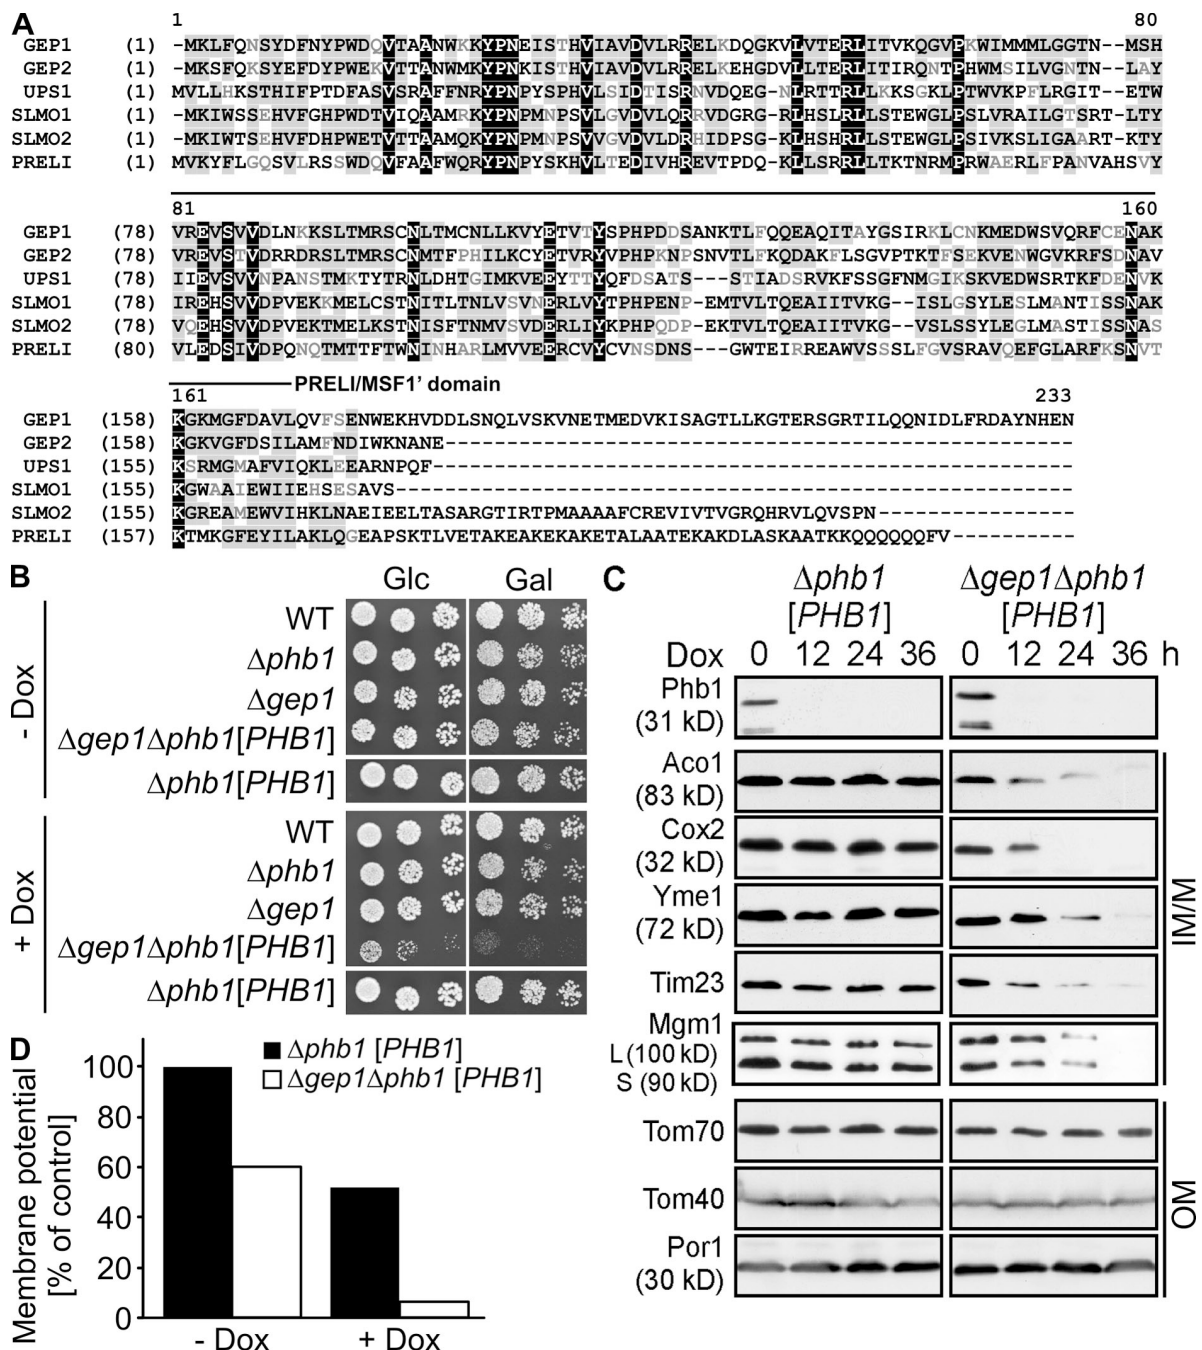 A
1 80
GEP1 (1) -MKLFQNSYDFNYPWDQVTAANWKKYPNEISTHVIAVDVLRRELKDQGKVLVTERLITVKQGVPKWIMMMLGGTN--MSH
GEP2 (1) -MKSFQKSYEFDYPWEKVTTANWMKYPNKISTHVIAVDVLRRELKEHGDVLLTERLITIRQNTPHWMSILVGNTN--LAY
UPS1 (1) MVLLHKSTHIFPTDFASVSRAFFNRYPNPYSPHVLSIDTISRNVDQEG-NLRTTRLLKKSGKLPTWVKPFLRGIT--ETW
SLMO1 (1) -MKIWSSEHVFGHPWDTVIQAAMRKYPNPMNPSVLGVDVLQRRVDGRG-RLHSLRLLSTEWGLPSLVRAILGTSRT-LTY
SLMO2 (1) -MKIWTSEHVFDHPWETVTTAAMQKYPNPMNPSVVGVDVLDRHIDPSG-KLHSHRLLSTEWGLPSIVKSLIGAART-KTY
PRELI (1) MVKYFLGQSVLRSSWDQVFAAFWQRYPNPYSKHVLTEDIVHREVTPDQ-KLLSRRLLTKTNRMPRWAERLFPANVAHSVY
81 160
GEP1 (78) VREVSVVDLNKKSLTMRSCNLTMCNLLKVYETVTYSPHPDDSANKTLFQQEAQITAYGSIRKLCNKMEDWSVQRFCENAK
GEP2 (78) VREVSTVDRRDRSLTMRSCNMTFPHILKCYETVRYVPHPKNPSNVTLFKQDAKFLSGVPTKTFSEKVENWGVKRFSDNAV
UPS1 (78) IIEVSVVNPANSTMKTYTRNLDHTGIMKVEEYTTYQFDSATS---STIADSRVKFSSGFNMGIKSKVEDWSRTKFDENVK
SLMO1 (78) IREHSVVDPVEKKMELCSTNITLTNLVSVNERLVYTPHPENP-EMTVLTQEAIITVKG--ISLGSYLESLMANTISSNAK
SLMO2 (78) VQEHSVVDPVEKTMELKSTNISFTNMVSVDERLIYKPHPQDP-EKTVLTQEAIITVKG--VSLSSYLEGLMASTISSNAS
PRELI (80) VLEDSIVDPQNQTMTTFTWNINHARLMVVEERCVYCVNSDNS---GWTEIRREAWVSSSLFGVSRAVQEFGLARFKSNVT
PRELI/MSF1' domain
161 233
GEP1 (158) KGKMGFDAVLQVFSENWEKHVDDLSNQLVSKVNETMEDVKISAGTLLKGTERSGRTILQQNIDLFRDAYNHEN
GEP2 (158) KGKVGFDSILAMFNDIWKNANE---------------------------------------------------
UPS1 (155) KSRMGMAFVIQKLEEARNPQF----------------------------------------------------
SLMO1 (155) KGWAAIEWIIEHSESAVS-------------------------------------------------------
SLMO2 (155) KGREAMEWVIHKLNAEIEELTASARGTIRTPMAAAAFCREVIVTVGRQHRVLQVSPN----------------
PRELI (157) KTMKGFEYILAKLQGEAPSKTLVETAKEAKEKAKETALAATEKAKDLASKAATKKQQQQQQFV----------
B
Glc Gal
- Dox
WT
Δphb1
Δgep1
Δgep1Δphb1[PHB1]
Δphb1[PHB1]
+ Dox
WT
Δphb1
Δgep1
Δgep1Δphb1[PHB1]
Δphb1[PHB1]
C
Δphb1 Δgep1Δphb1
[PHB1] [PHB1]
Dox 0 12 24 36 0 12 24 36 h
Phb1
(31 kD)
Aco1
(83 kD)
Cox2
(32 kD)
Yme1
(72 kD)
Tim23
Mgm1
L (100 kD)
S (90 kD)
IM/M
Tom70
Tom40
Por1
(30 kD)
OM
D
Membrane potential
[% of control]
100
80
60
40
20
0
Δphb1 [PHB1]
Δgep1Δphb1 [PHB1]
- Dox + Dox